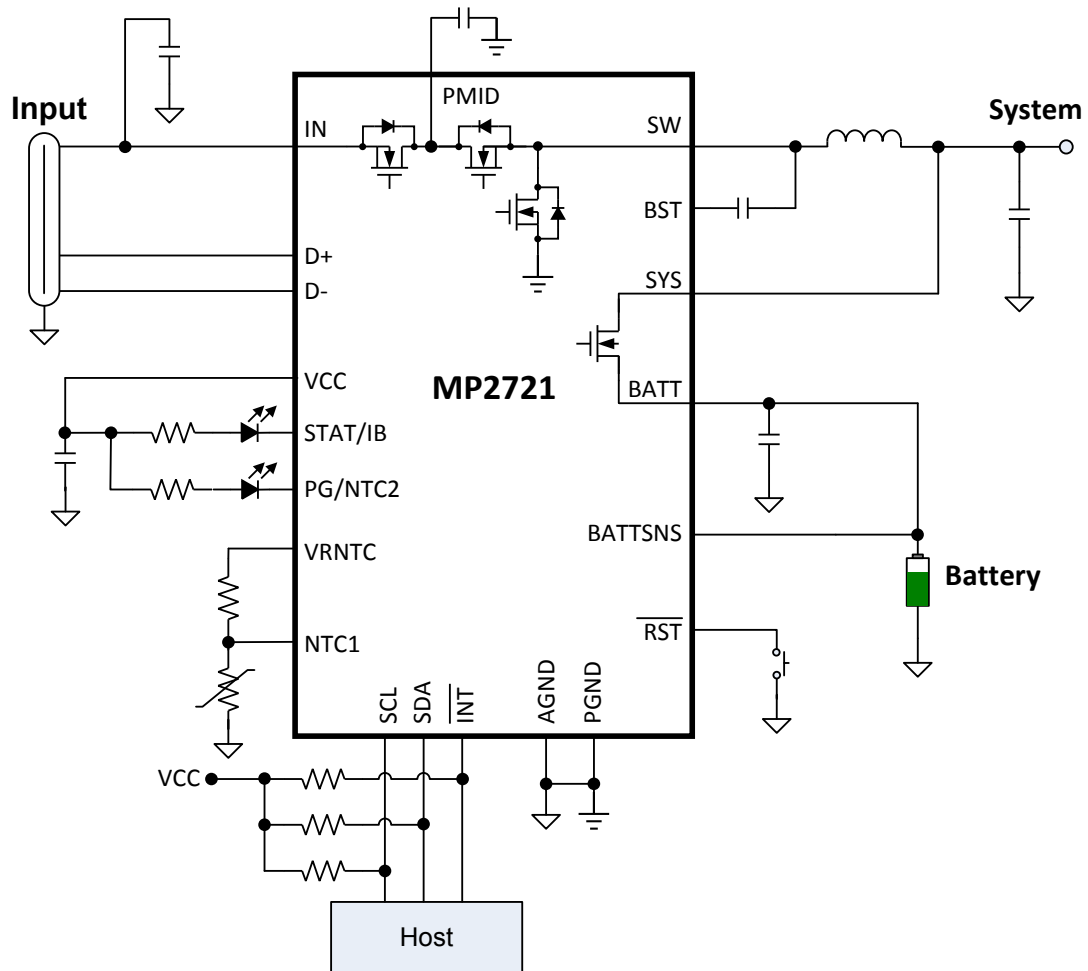 PMID
Input
IN
SW
System
BST
D+
D-
SYS
VCC
MP2721
BATT
STAT/IB
PG/NTC2
BATTSNS
VRNTC
Battery
RST
NTC1
SCL
SDA
INT
AGND
PGND
VCC
Host